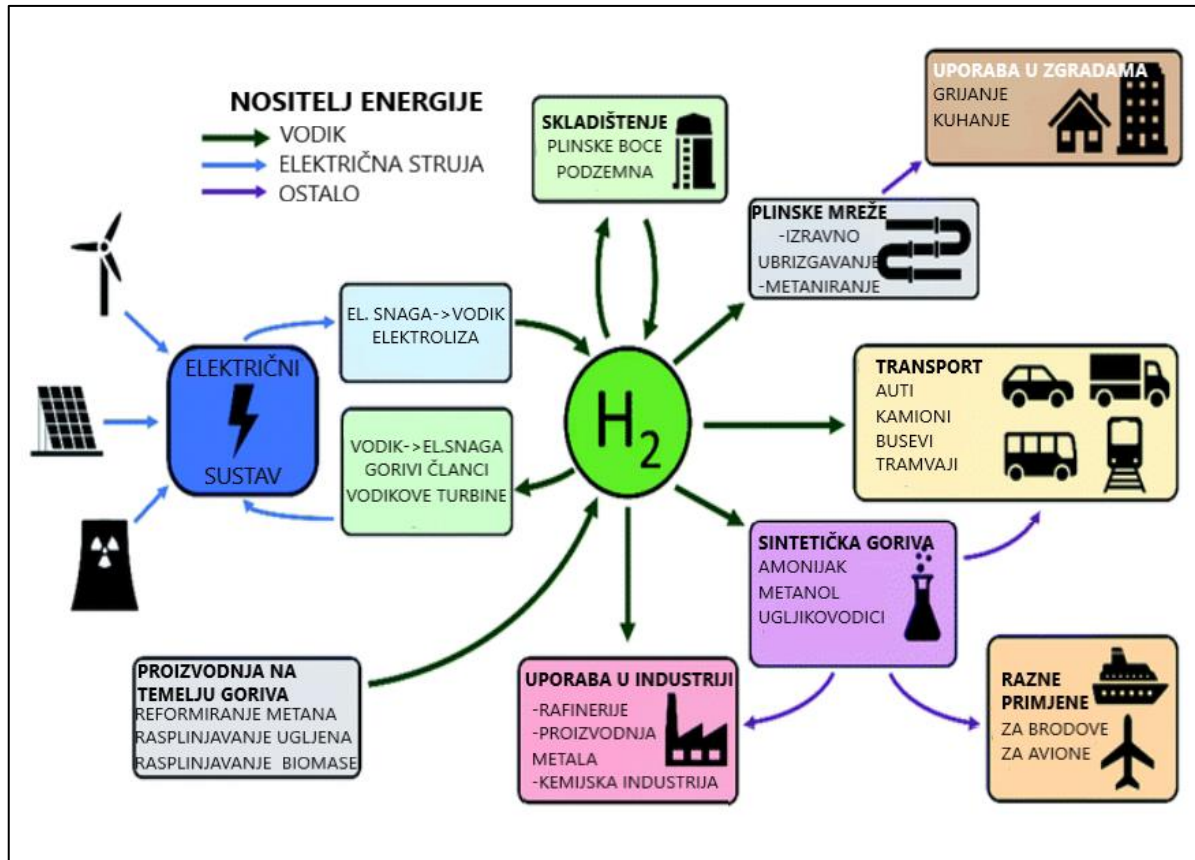 NOSITELJ ENERGIJE
VODIK
ELEKTRIČNA STRUJA
OSTALO
SKLADIŠTENJE
PLINSKE BOCE
PODZEMNA
UPORABA U ZGRADAMA
GRIJANJE
KUHANJE
PLINSKE MREŽE
-IZRAVNO
UBRIZGAVANJE
-METANIRANJE
EL. SNAGA->VODIK
ELEKTROLIZA
ELEKTRIČNI
SUSTAV
VODIK->EL.SNAGA
GORIVI ČLANCI
VODIKOVE TURBINE
H2
TRANSPORT
AUTI
KAMIONI
BUSEVI
TRAMVAJI
SINTETIČKA GORIVA
AMONIJAK
METANOL
UGLJIKOVODICI
PROIZVODNJA NA
TEMELJU GORIVA
REFORMIRANJE METANA
RASPLINJAVANJE UGLJENA
RASPLINJAVANJE BIOMASE
UPORABA U INDUSTRIJI
-RAFINERIJE
-PROIZVODNJA
METALA
-KEMIJSKA INDUSTRIJA
RAZNE
PRIMJENE
ZA BRODOVE
ZA AVIONE